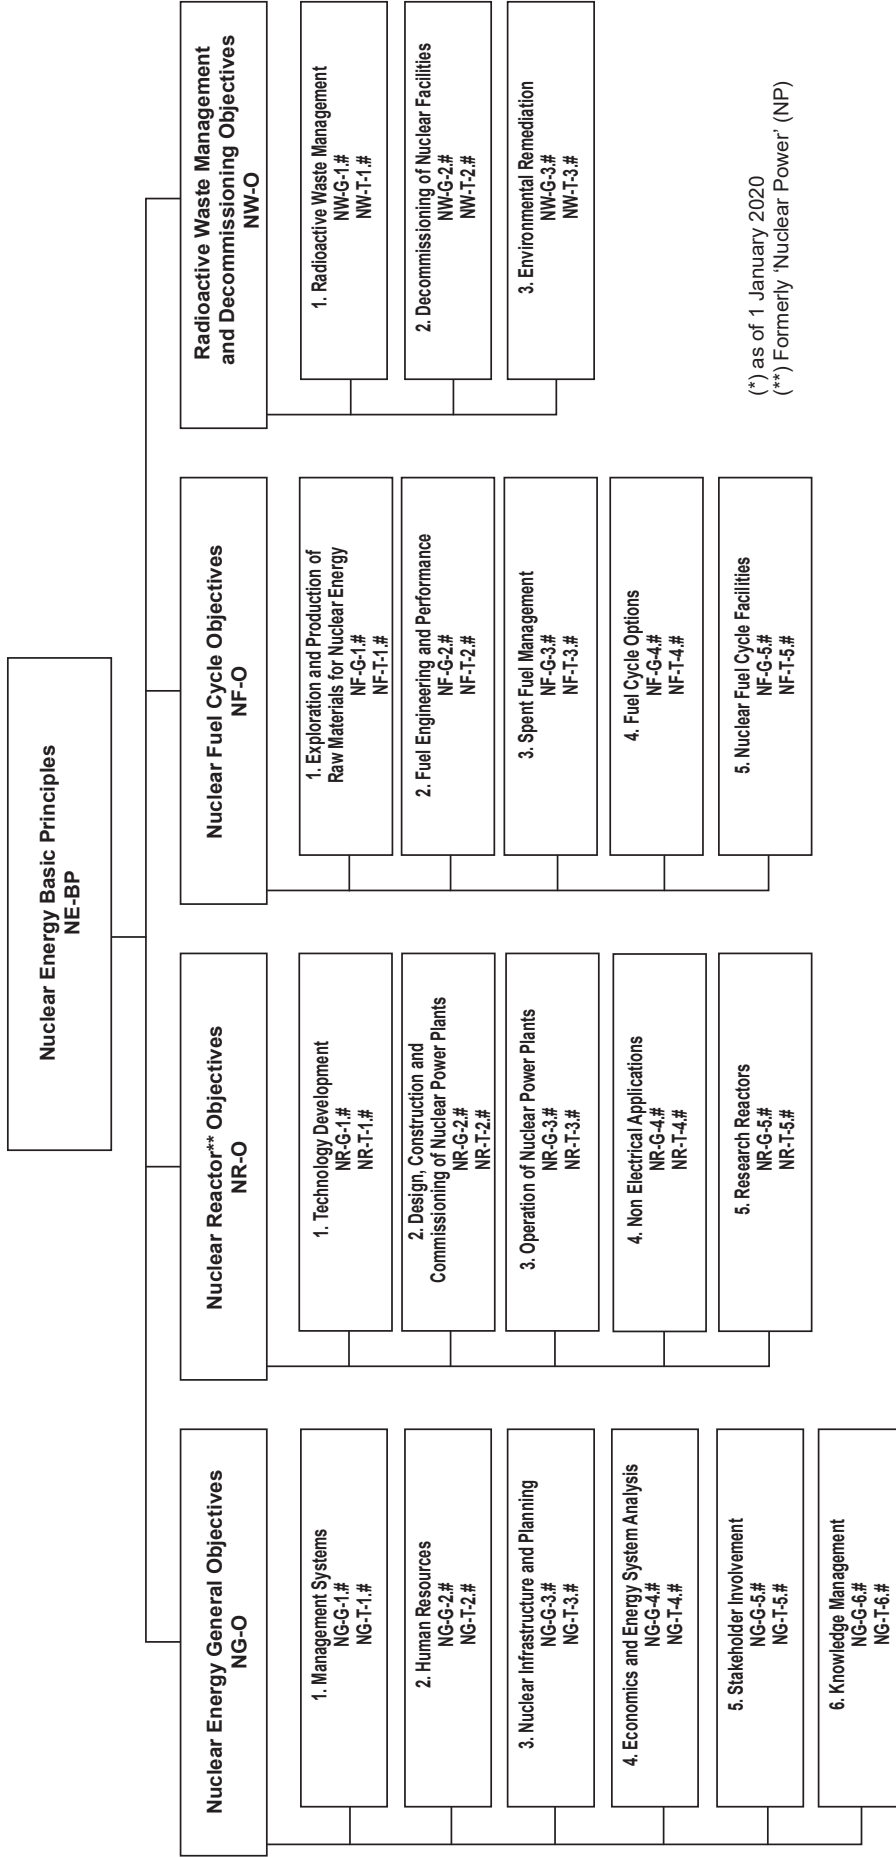 Nuclear Energy Basic Principles
NE-BP
Nuclear Energy General Objectives
NG-O
1. Management Systems
NG-G-1.#
NG-T-1.#
2. Human Resources
NG-G-2.#
NG-T-2.#
3. Nuclear Infrastructure and Planning
NG-G-3.#
NG-T-3.#
4. Economics and Energy System Analysis
NG-G-4.#
NG-T-4.#
5. Stakeholder Involvement
NG-G-5.#
NG-T-5.#
6. Knowledge Management
NG-G-6.#
NG-T-6.#
Nuclear Reactor** Objectives
NR-O
1. Technology Development
NR-G-1.#
NR-T-1.#
2. Design, Construction and
Commissioning of Nuclear Power Plants
NR-G-2.#
NR-T-2.#
3. Operation of Nuclear Power Plants
NR-G-3.#
NR-T-3.#
4. Non Electrical Applications
NR-G-4.#
NR-T-4.#
5. Research Reactors
NR-G-5.#
NR-T-5.#
Nuclear Fuel Cycle Objectives
NF-O
1. Exploration and Production of
Raw Materials for Nuclear Energy
NF-G-1.#
NF-T-1.#
2. Fuel Engineering and Performance
NF-G-2.#
NF-T-2.#
3. Spent Fuel Management
NF-G-3.#
NF-T-3.#
4. Fuel Cycle Options
NF-G-4.#
NF-T-4.#
5. Nuclear Fuel Cycle Facilities
NF-G-5.#
NF-T-5.#
Radioactive Waste Management
and Decommissioning Objectives
NW-O
1. Radioactive Waste Management
NW-G-1.#
NW-T-1.#
2. Decommissioning of Nuclear Facilities
NW-G-2.#
NW-T-2.#
3. Environmental Remediation
NW-G-3.#
NW-T-3.#
(*) as of 1 January 2020
(**) Formerly ‘Nuclear Power’ (NP)